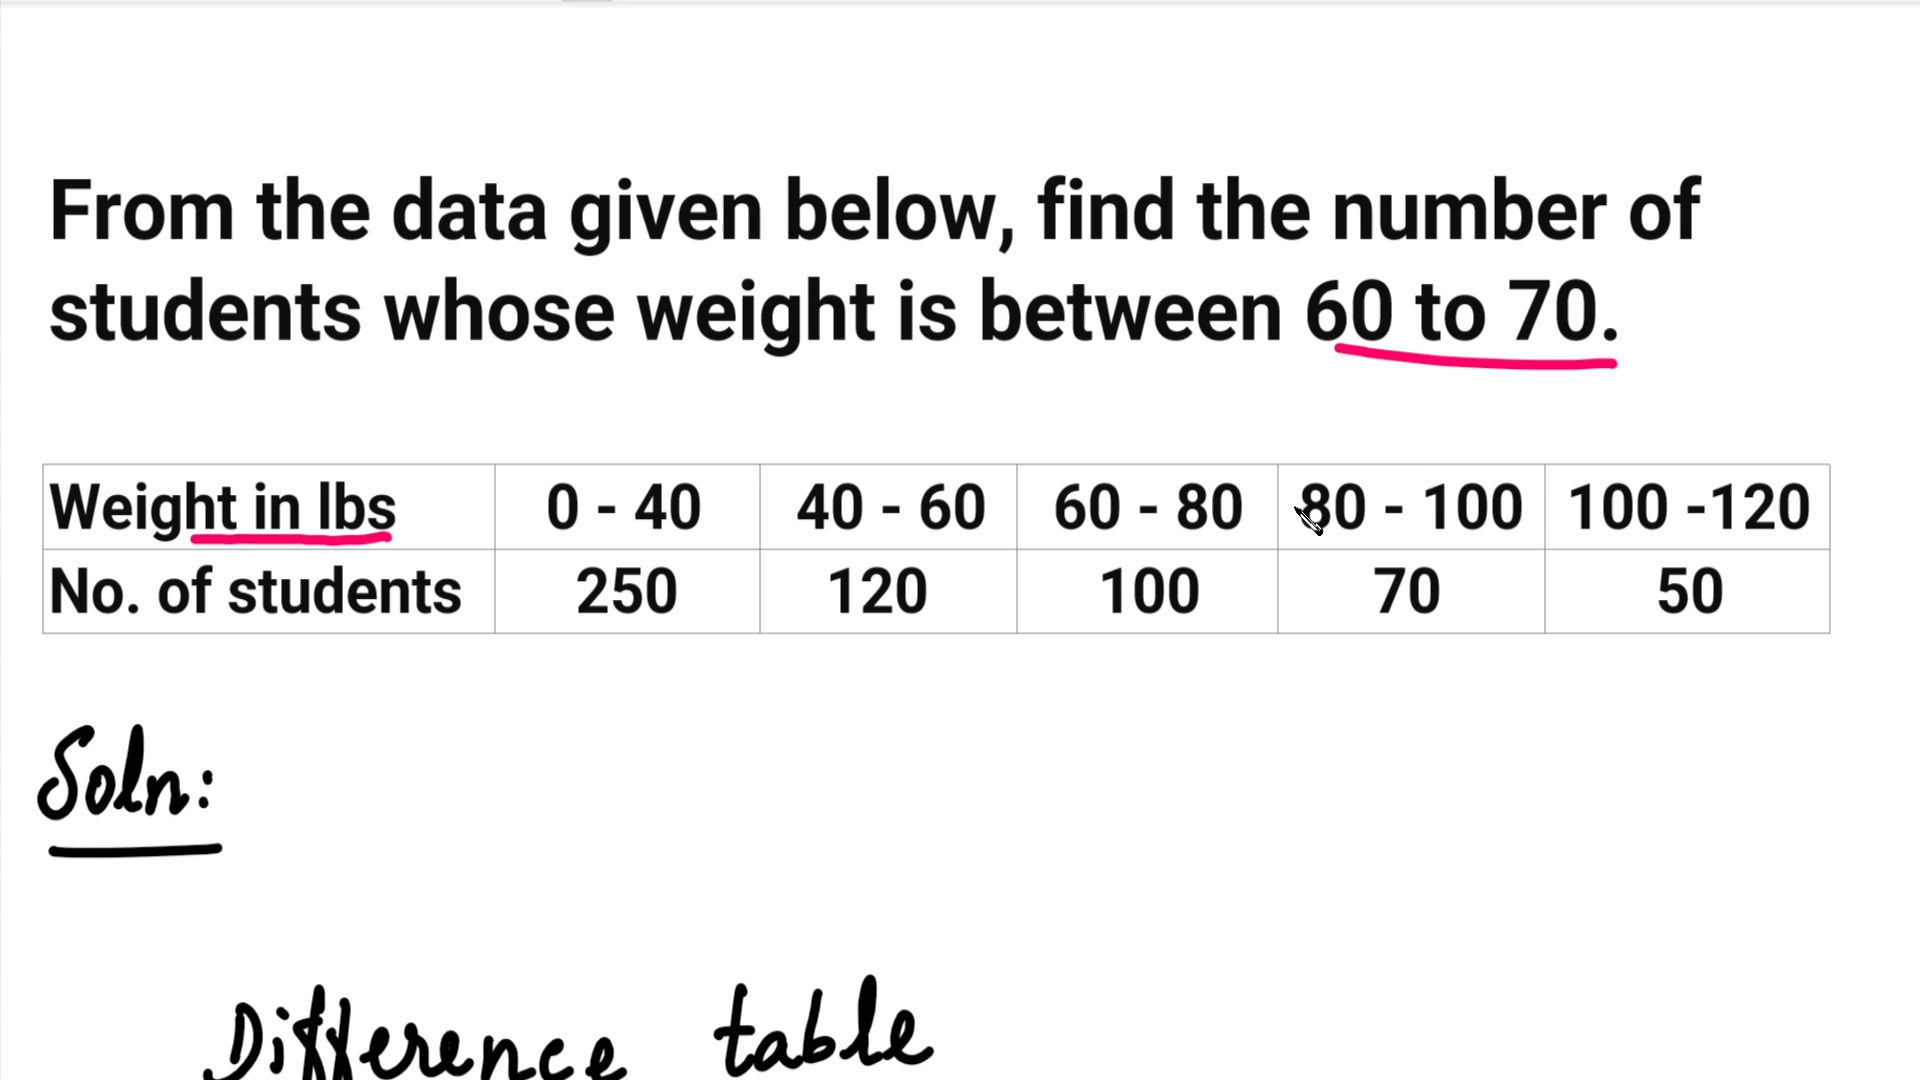 From the data given below, find the number of
students whose weight is between 60 to 70.
Weight in lbs 0 - 40 40 - 60 60 - 80 80 - 100 100 -120
No. of students 250 120 100 70 50
Soln:
Difference table